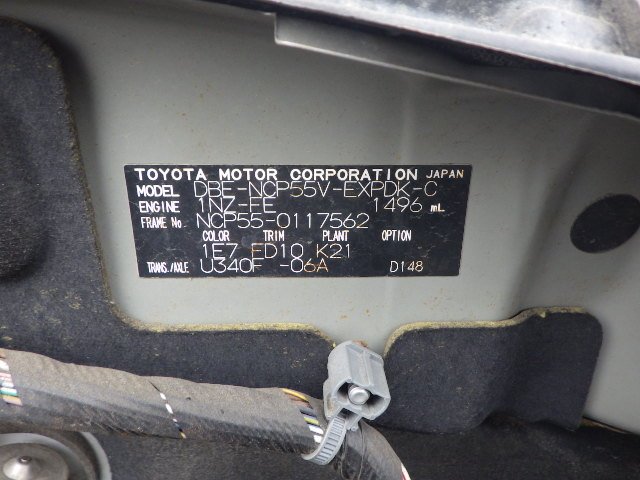 TOYOTA MOTOR CORPORATION JAPAN
MODEL DBE-NCP55V-EXPDK-C
ENGINE 1NZ-FE 1496 mL
FRAME No. NCP55-0117562
COLOR TRIM PLANT OPTION
1E7 FD10 K21
TRANS./AXLE U340F -06A D148